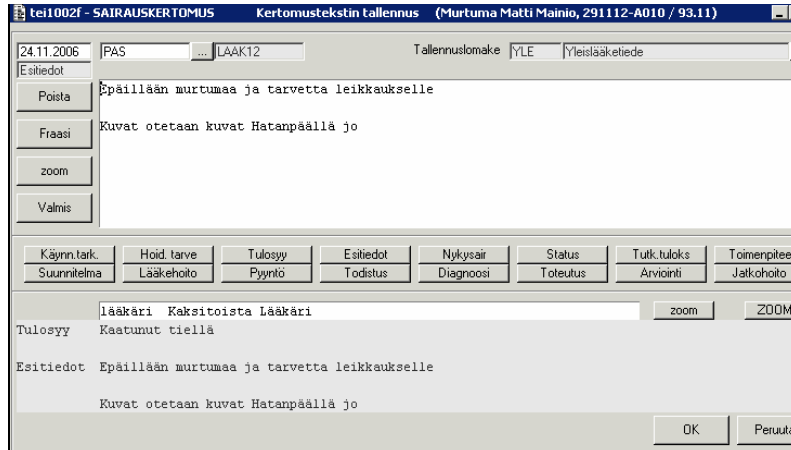 tei1002f - SAIRAUSKERTOMUS Kertomustekstin tallennus (Murtuma Matti Mainio, 291112-A010 / 93.11)
24.11.2006 PAS ... LAAK12 Tallennuslomake YLE Yleislääketiede
Esitiedot
Poista
Epäillään murtumaa ja tarvetta leikkaukselle
Fraasi
Kuvat otetaan kuvat Hatanpäällä jo
zoom
Valmis
Käynn.tark. Hoid. tarve Tulosyy Esitiedot Nykysair Status Tutk.tuloks Toimenpitee
Suunnitelma Lääkehoito Pyyntö Todistus Diagnoosi Toteutus Arviointi Jatkohoito
lääkäri Kaksitoista Lääkäri zoom ZOOM
Tulosyy Kaatunut tiellä
Esitiedot Epäillään murtumaa ja tarvetta leikkaukselle
Kuvat otetaan kuvat Hatanpäällä jo
OK Peruuta